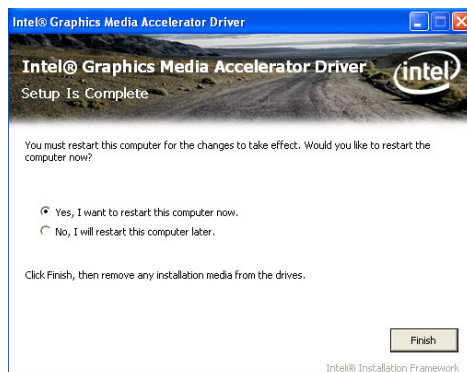 Intel® Graphics Media Accelerator Driver
Intel® Graphics Media Accelerator Driver
Setup Is Complete
intel
You must restart this computer for the changes to take effect. Would you like to restart the
computer now?
Yes, I want to restart this computer now.
No, I will restart this computer later.
Click Finish, then remove any installation media from the drives.
Finish
Intel® Installation Framework